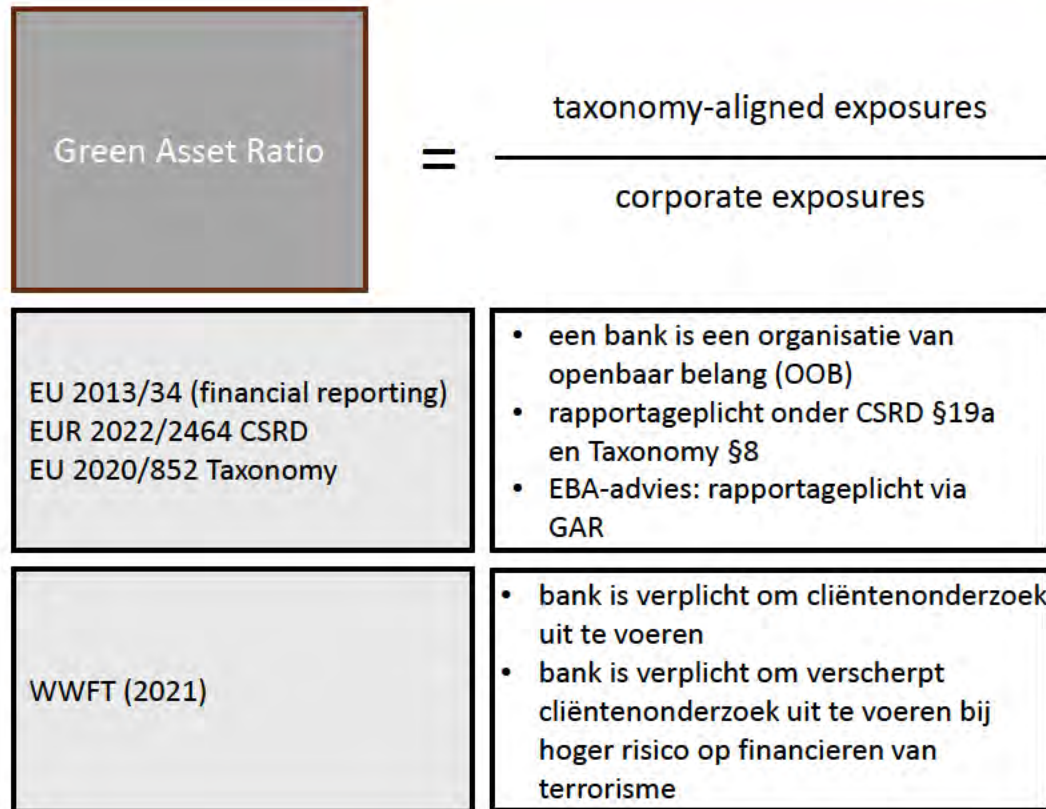 Green Asset Ratio
=
taxonomy-aligned exposures
corporate exposures
EU 2013/34 (financial reporting)
EUR 2022/2464 CSRD
EU 2020/852 Taxonomy
• een bank is een organisatie van
openbaar belang (OOB)
• rapportageplicht onder CSRD §19a
en Taxonomy §8
• EBA-advies: rapportageplicht via
GAR
WWFT (2021)
• bank is verplicht om cliëntenonderzoek
uit te voeren
• bank is verplicht om verscherpt
cliëntenonderzoek uit te voeren bij
hoger risico op financieren van
terrorisme